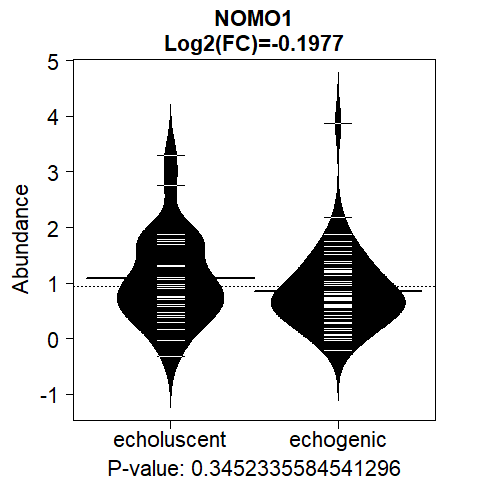 NOMO1
Log2(FC)=-0.1977
Abundance
5
4
3
2
1
0
-1
echoluscent echogenic
P-value: 0.3452335584541296